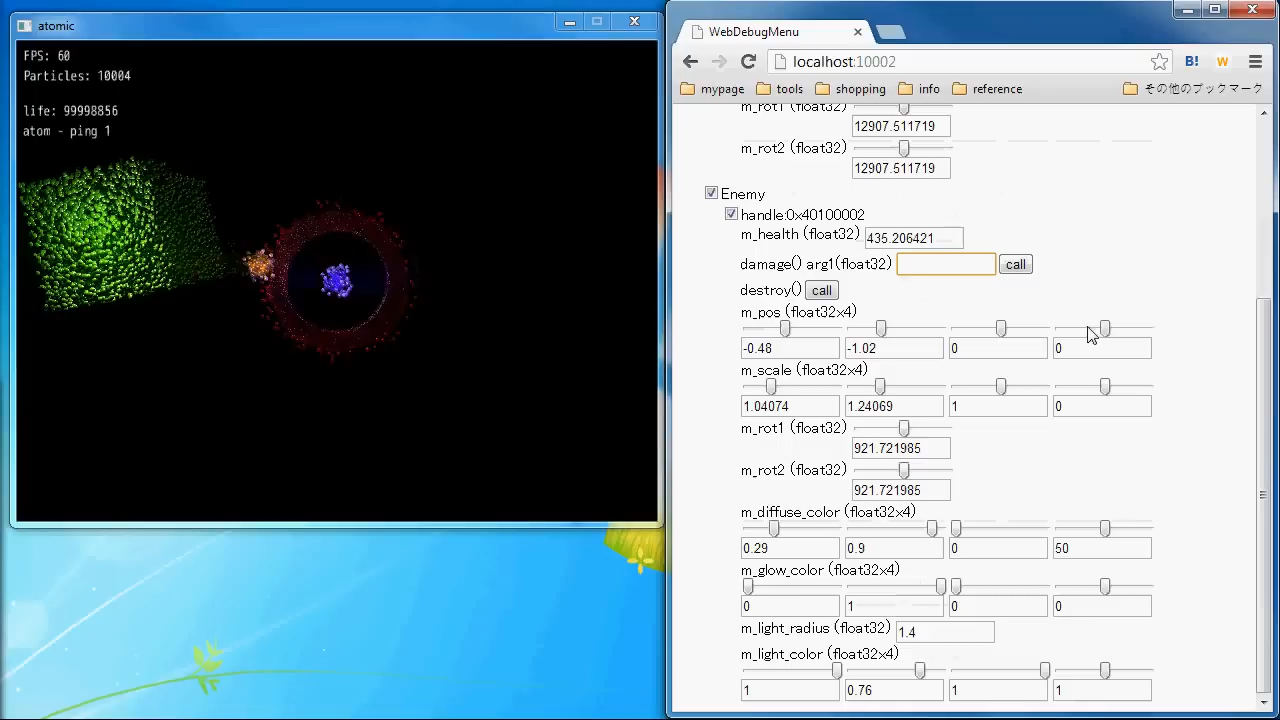 atomic
FPS: 60
Particles: 10004
life: 99998856
atom - ping 1
WebDebugMenu
localhost:10002
B!
W
mypage
tools
shopping
info
reference
その他のブックマーク
m_rot1 (float32)
12907.511719
m_rot2 (float32)
12907.511719
Enemy
handle:0x40100002
m_health (float32) 435.206421
damage() arg1(float32) call
destroy() call
m_pos (float32x4)
-0.48 -1.02 0 0
m_scale (float32x4)
1.04074 1.24069 1 0
m_rot1 (float32)
921.721985
m_rot2 (float32)
921.721985
m_diffuse_color (float32x4)
0.29 0.9 0 50
m_glow_color (float32x4)
0 1 0 0
m_light_radius (float32) 1.4
m_light_color (float32x4)
1 0.76 1 1